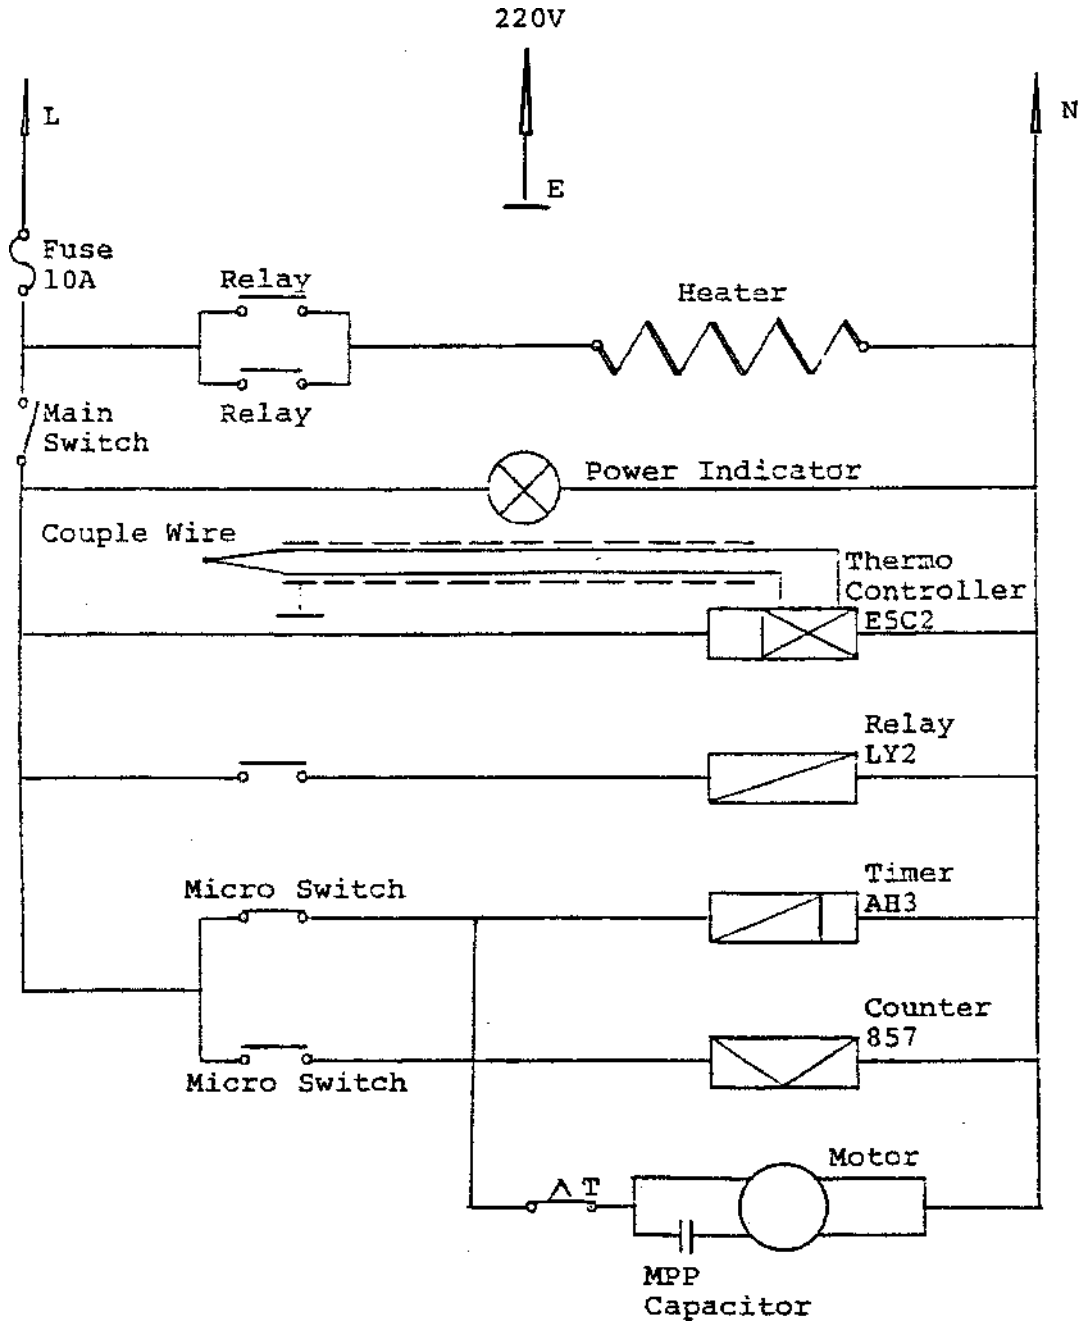 220V
L
N
E
Fuse
10A
Relay
Heater
Relay
Main
Switch
Power Indicator
Couple Wire
Thermo
Controller
E5C2
Relay
LY2
Timer
AH3
Micro Switch
Counter
857
Micro Switch
Motor
T
MPP
Capacitor